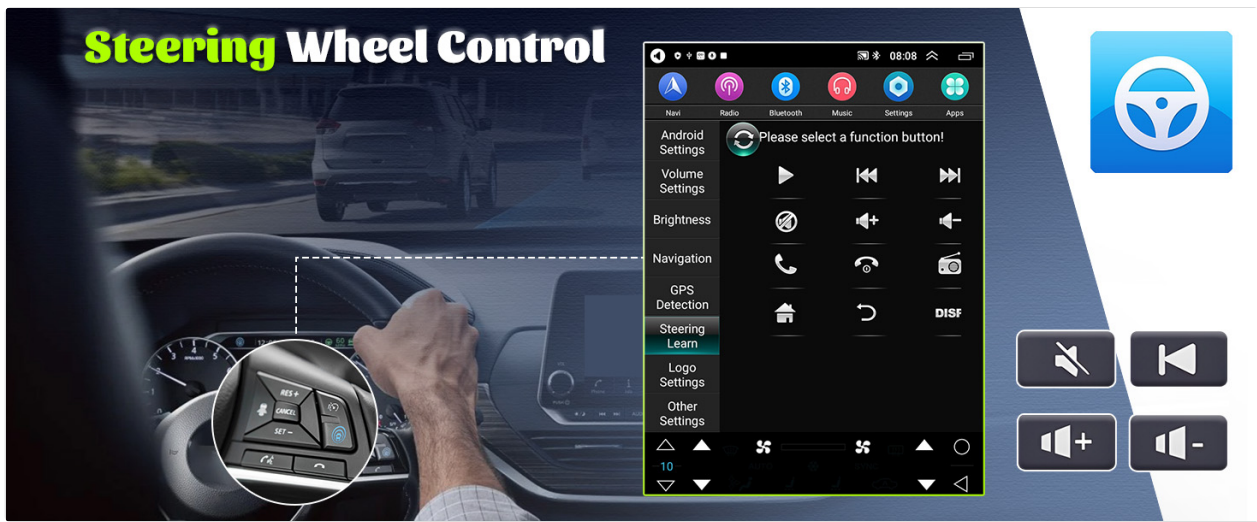 Steering Wheel Control
08:08
Navi Radio Bluetooth Music Settings Apps
Android
Settings
Please select a function button!
Volume
Settings
Brightness
Navigation
GPS
Detection
Steering
Learn
DISF
Logo
Settings
Other
Settings
10
RES +
CANCEL
SET -